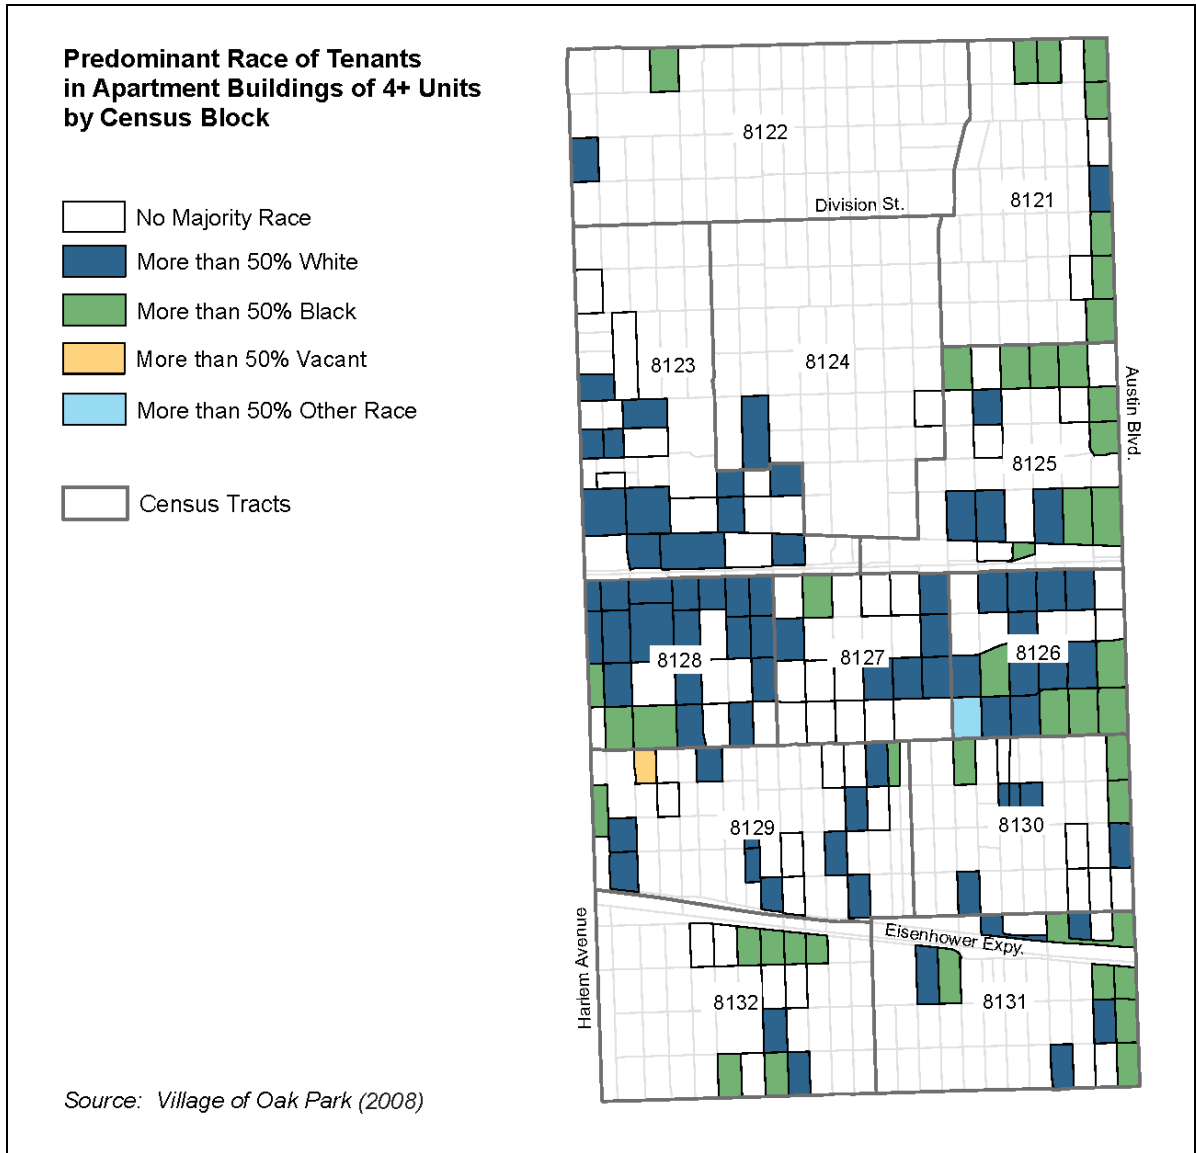 Predominant Race of Tenants
in Apartment Buildings of 4+ Units
by Census Block
No Majority Race
More than 50% White
More than 50% Black
More than 50% Vacant
More than 50% Other Race
Census Tracts
8122
8121
Division St.
8123
8124
Austin Blvd.
8125
8128
8127
8126
8129
8130
Harlem Avenue
Eisenhower Expy.
8132
8131
Source: Village of Oak Park (2008)